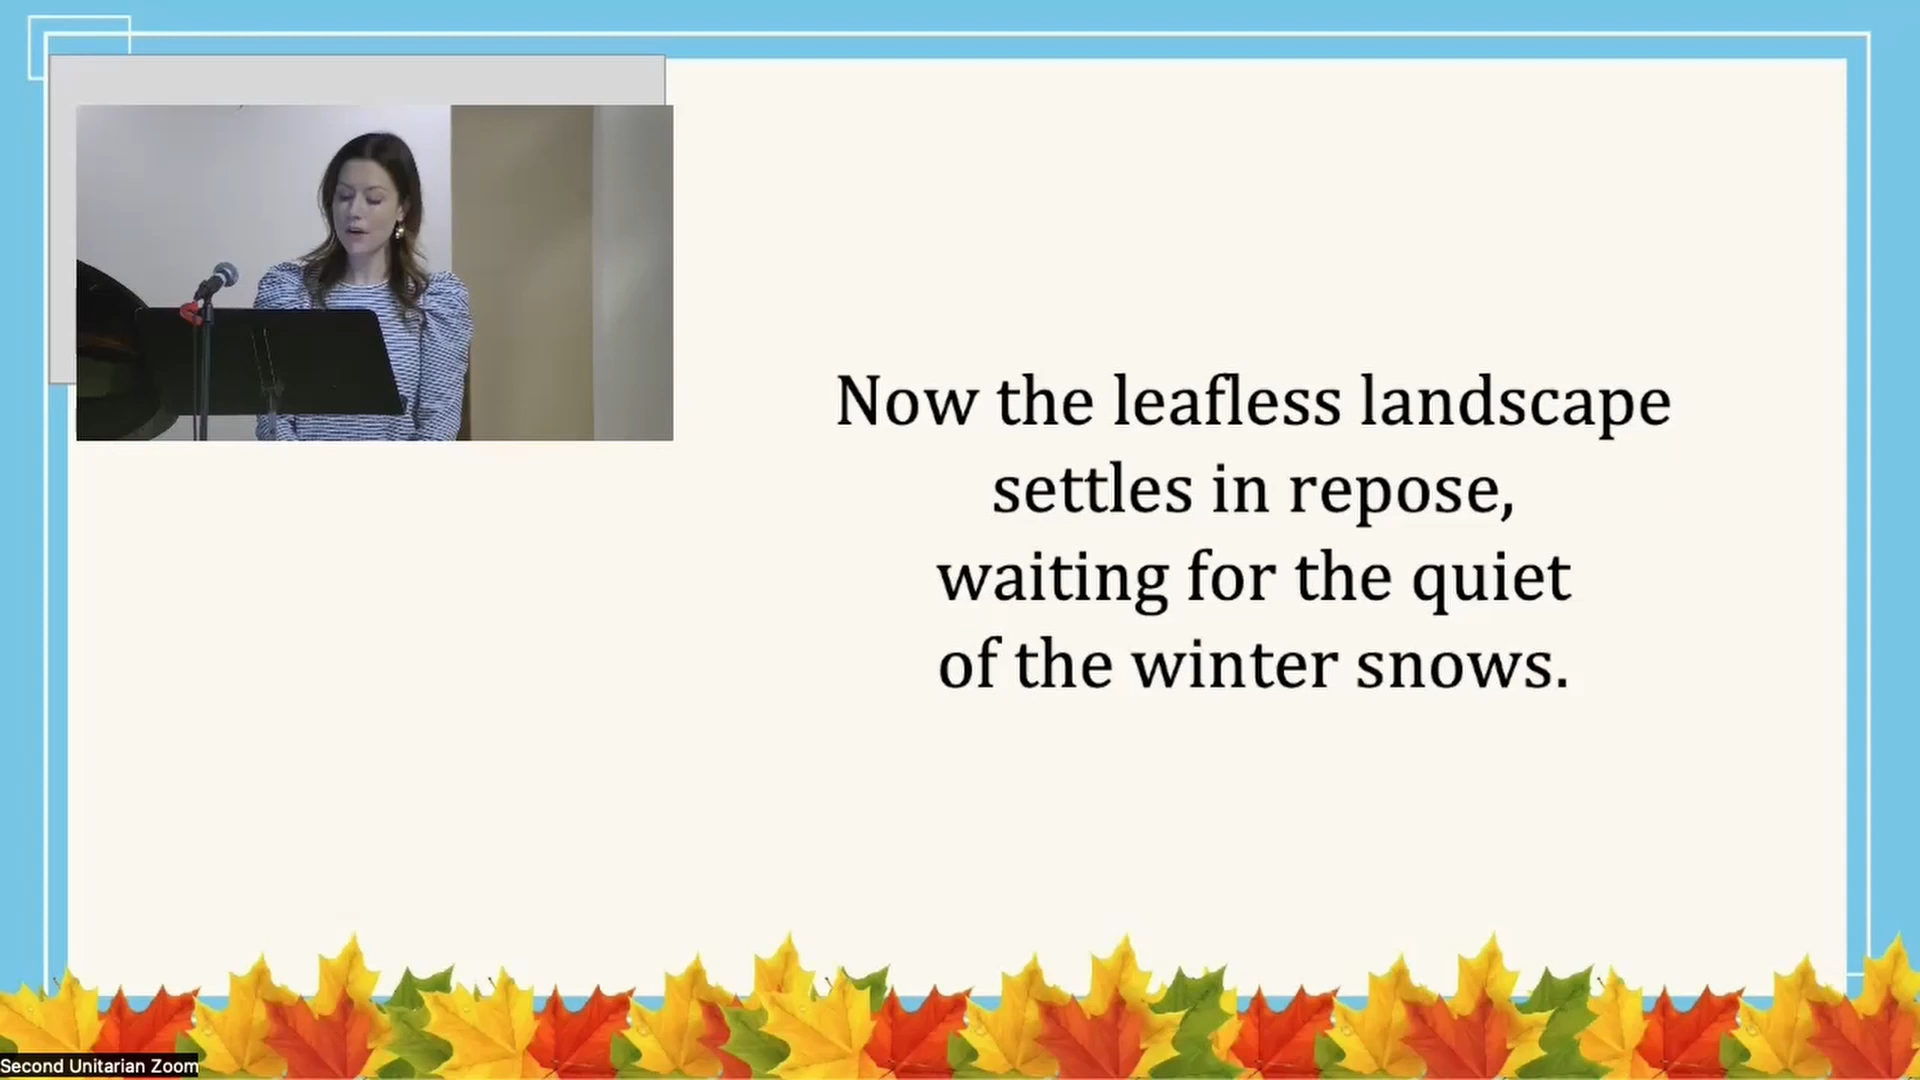 Now the leafless landscape
settles in repose,
waiting for the quiet
of the winter snows.
Second Unitarian Zoom